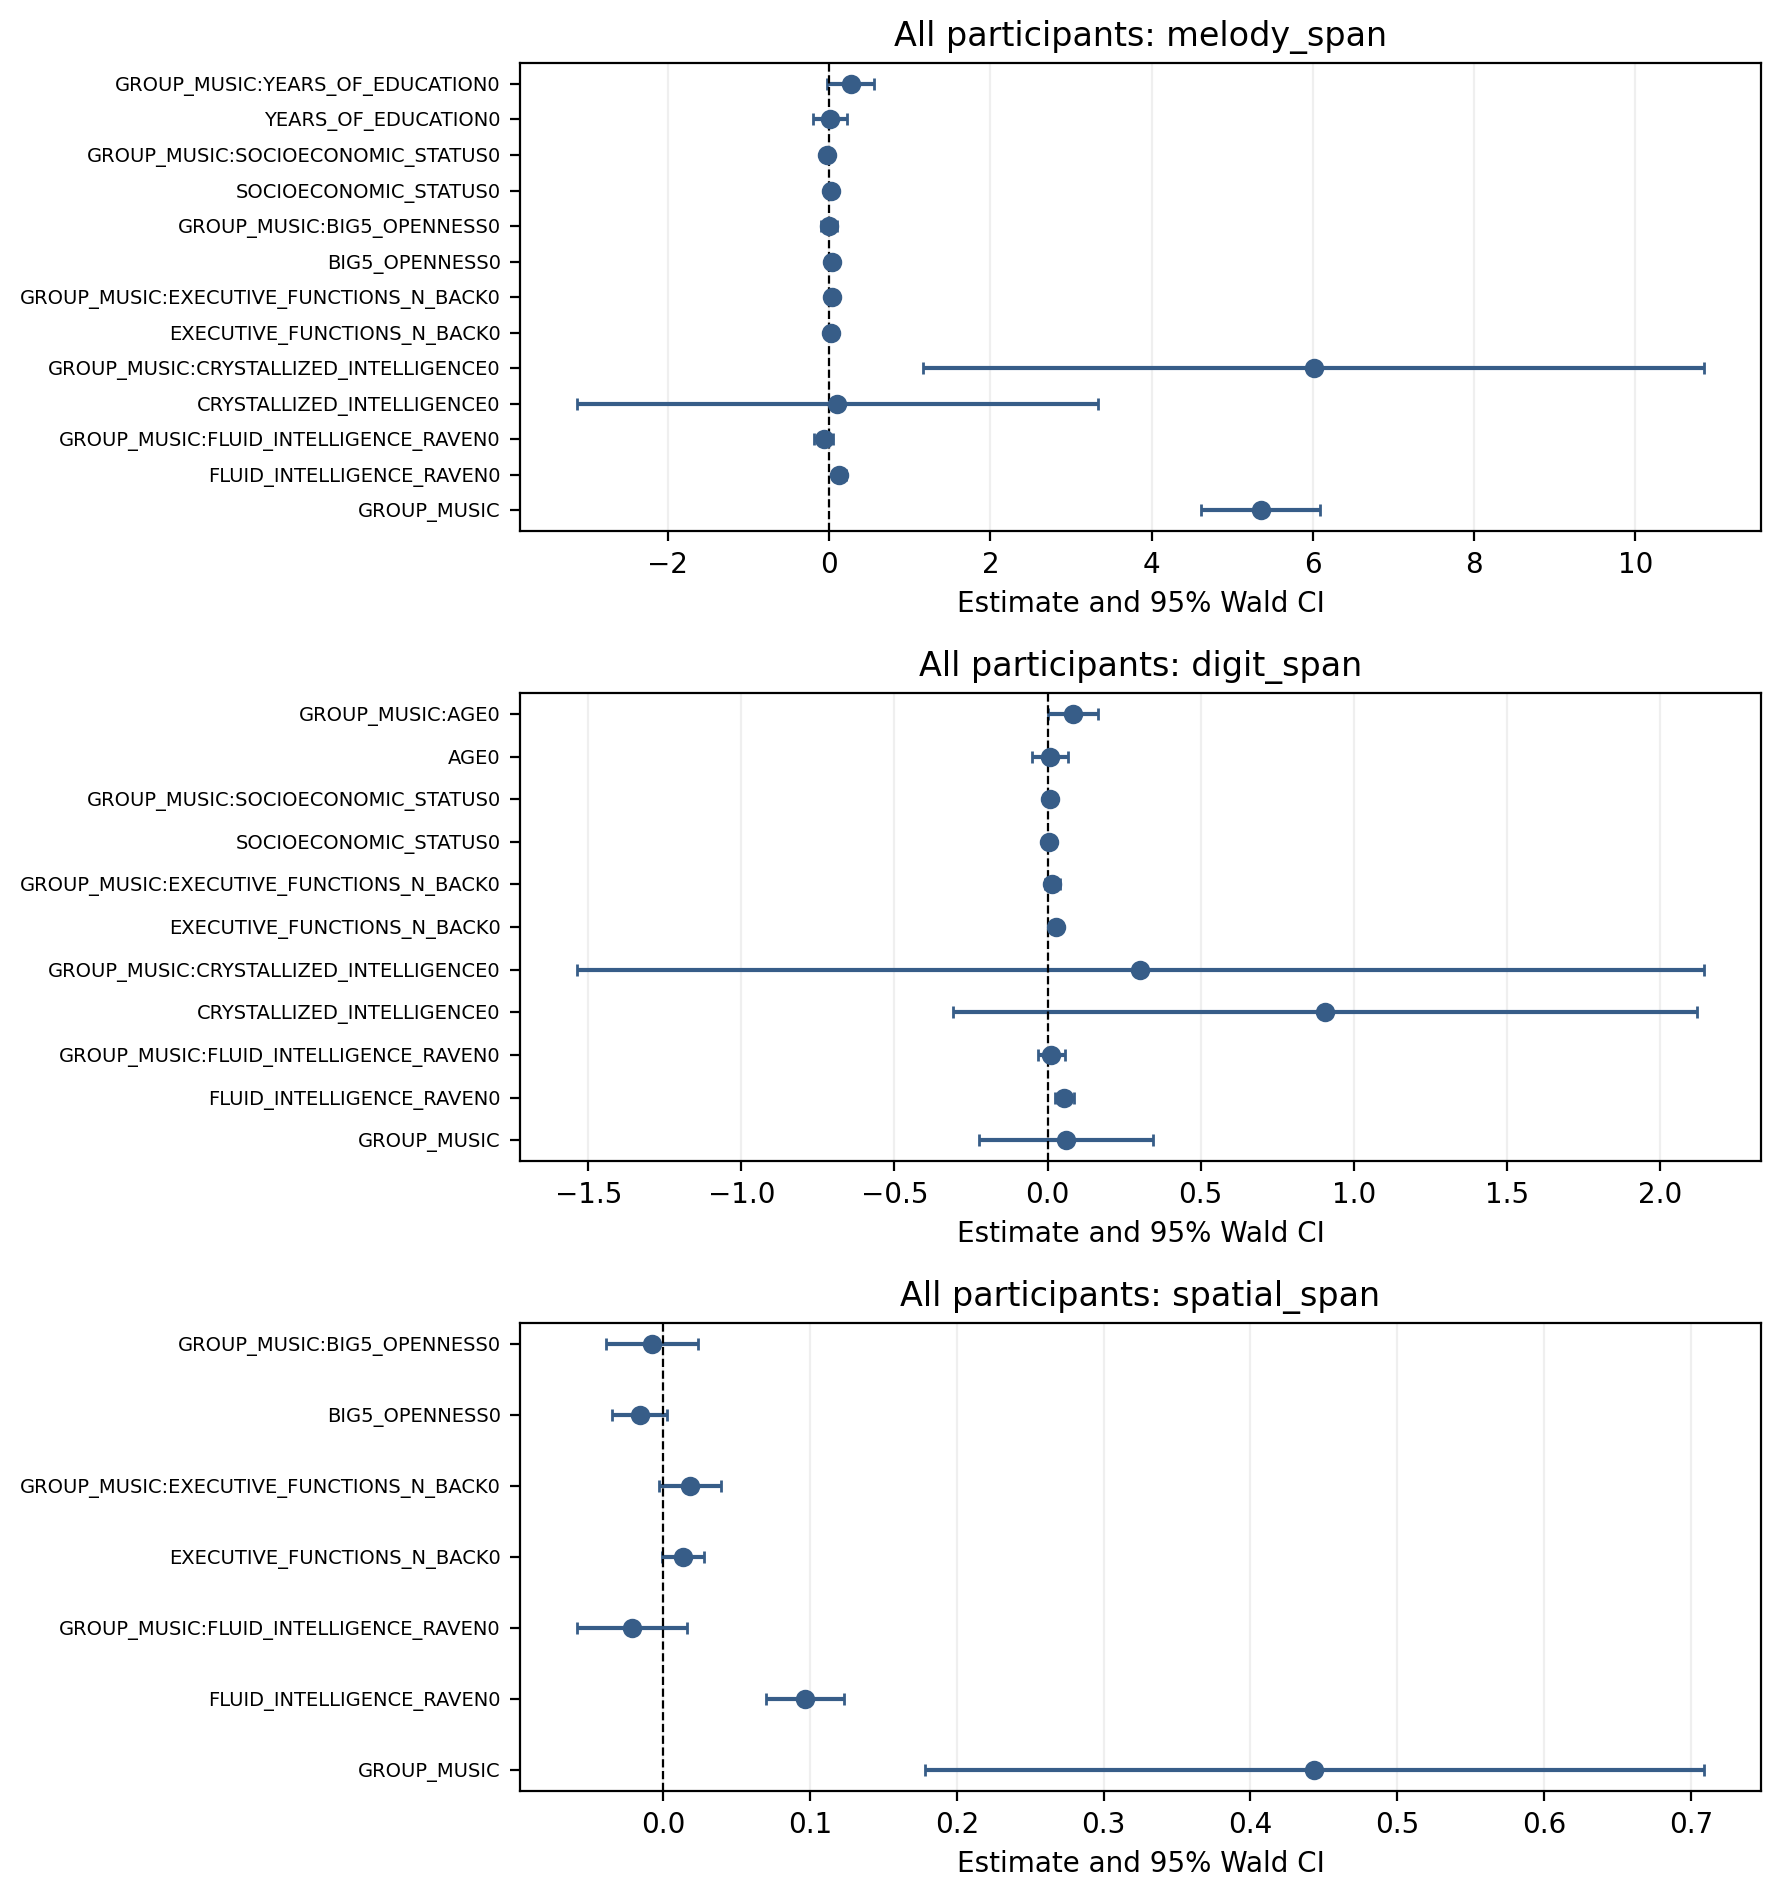 All participants: melody_span
GROUP_MUSIC:YEARS_OF_EDUCATION0
YEARS_OF_EDUCATION0
GROUP_MUSIC:SOCIOECONOMIC_STATUS0
SOCIOECONOMIC_STATUS0
GROUP_MUSIC:BIG5_OPENNESS0
BIG5_OPENNESS0
GROUP_MUSIC:EXECUTIVE_FUNCTIONS_N_BACK0
EXECUTIVE_FUNCTIONS_N_BACK0
GROUP_MUSIC:CRYSTALLIZED_INTELLIGENCE0
CRYSTALLIZED_INTELLIGENCE0
GROUP_MUSIC:FLUID_INTELLIGENCE_RAVEN0
FLUID_INTELLIGENCE_RAVEN0
GROUP_MUSIC
−2 0 2 4 6 8 10
Estimate and 95% Wald CI
All participants: digit_span
GROUP_MUSIC:AGE0
AGE0
GROUP_MUSIC:SOCIOECONOMIC_STATUS0
SOCIOECONOMIC_STATUS0
GROUP_MUSIC:EXECUTIVE_FUNCTIONS_N_BACK0
EXECUTIVE_FUNCTIONS_N_BACK0
GROUP_MUSIC:CRYSTALLIZED_INTELLIGENCE0
CRYSTALLIZED_INTELLIGENCE0
GROUP_MUSIC:FLUID_INTELLIGENCE_RAVEN0
FLUID_INTELLIGENCE_RAVEN0
GROUP_MUSIC
−1.5 −1.0 −0.5 0.0 0.5 1.0 1.5 2.0
Estimate and 95% Wald CI
All participants: spatial_span
GROUP_MUSIC:BIG5_OPENNESS0
BIG5_OPENNESS0
GROUP_MUSIC:EXECUTIVE_FUNCTIONS_N_BACK0
EXECUTIVE_FUNCTIONS_N_BACK0
GROUP_MUSIC:FLUID_INTELLIGENCE_RAVEN0
FLUID_INTELLIGENCE_RAVEN0
GROUP_MUSIC
0.0 0.1 0.2 0.3 0.4 0.5 0.6 0.7
Estimate and 95% Wald CI